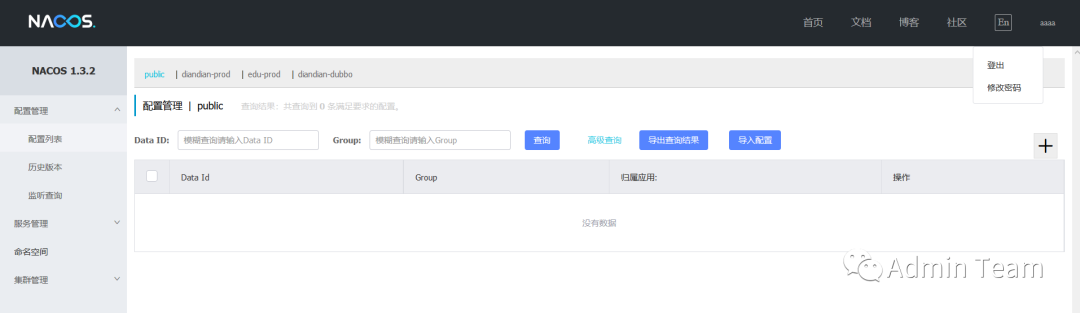 NACOS.
首页 文档 博客 社区 En aaaa
登出
修改密码
NACOS 1.3.2
配置管理
配置列表
历史版本
监听查询
服务管理
命名空间
集群管理
public | diandian-prod | edu-prod | diandian-dubbo
配置管理 | public 查询结果：共查询到 0 条满足要求的配置。
Data ID: 模糊查询请输入Data ID Group: 模糊查询请输入Group 查询 高级查询 导出查询结果 导入配置 +
Data Id Group 归属应用: 操作
没有数据
Admin Team